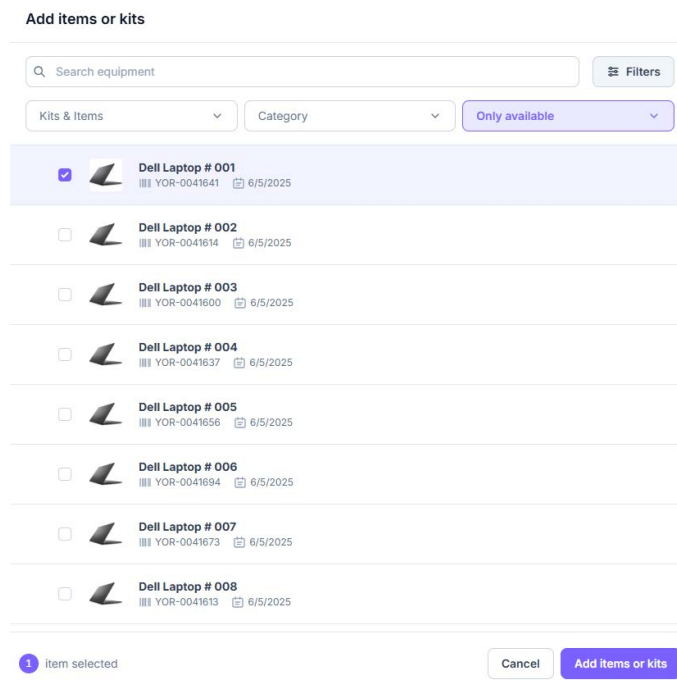 Add items or kits
Search equipment
Filters
Kits & Items
Category
Only available
Dell Laptop # 001
YOR-0041641 6/5/2025
Dell Laptop # 002
YOR-0041614 6/5/2025
Dell Laptop # 003
YOR-0041600 6/5/2025
Dell Laptop # 004
YOR-0041637 6/5/2025
Dell Laptop # 005
YOR-0041656 6/5/2025
Dell Laptop # 006
YOR-0041694 6/5/2025
Dell Laptop # 007
YOR-0041673 6/5/2025
Dell Laptop # 008
YOR-0041613 6/5/2025
1 item selected
Cancel
Add items or kits